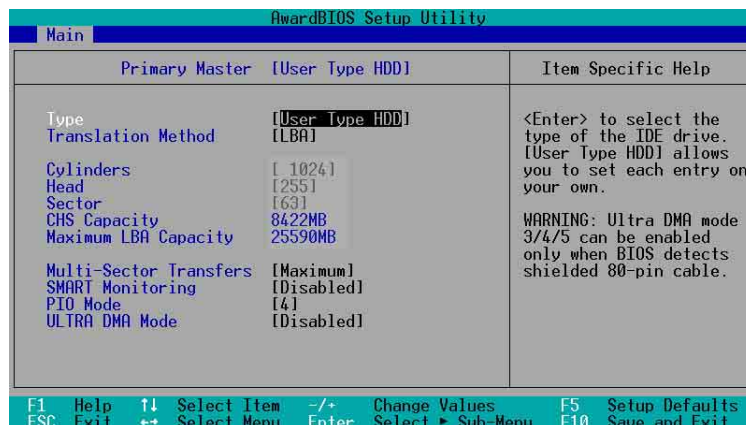 AwardBIOS Setup Utility
Main
Primary Master [User Type HDD]
Item Specific Help
Type [User Type HDD]
Translation Method [LBA]
Cylinders [ 1024]
Head [255]
Sector [63]
CHS Capacity 8422MB
Maximum LBA Capacity 25590MB
Multi-Sector Transfers [Maximum]
SMART Monitoring [Disabled]
PIO Mode [4]
ULTRA DMA Mode [Disabled]
<Enter> to select the
type of the IDE drive.
[User Type HDD] allows
you to set each entry on
your own.
WARNING: Ultra DMA mode
3/4/5 can be enabled
only when BIOS detects
shielded 80-pin cable.
F1 Help ↑↓ Select Item -/+ Change Values F5 Setup Defaults
ESC Exit ←→ Select Menu Enter Select ► Sub-Menu F10 Save and Exit